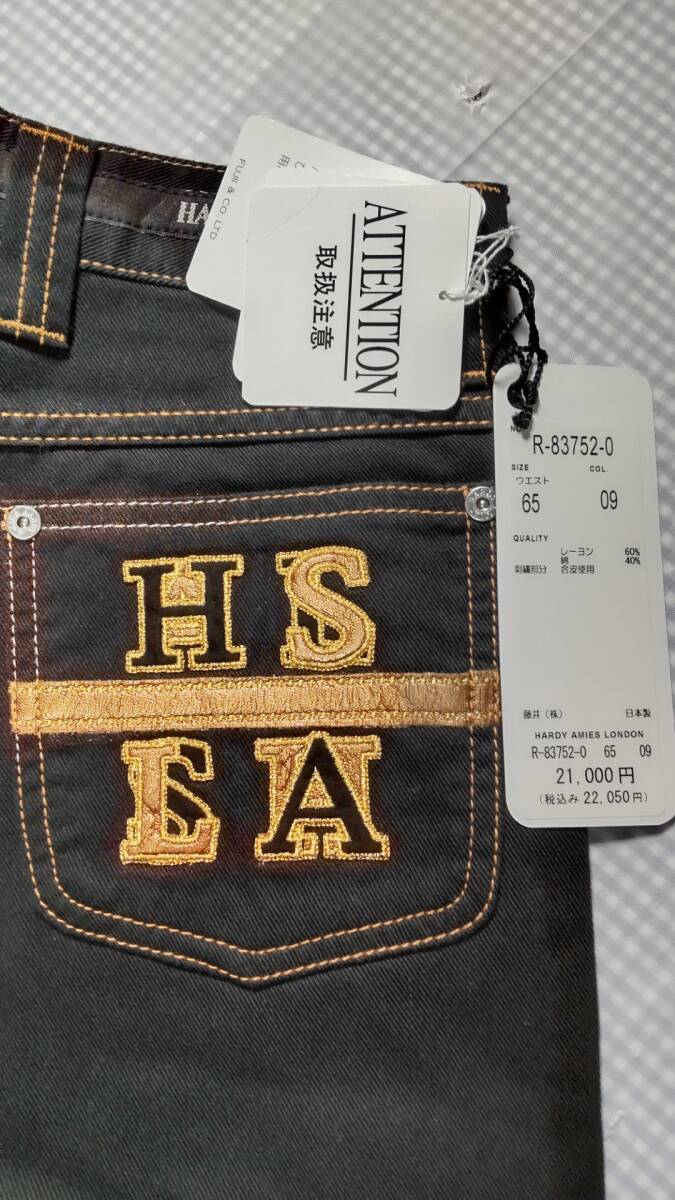 HA
FUJII & CO.,LTD
ATTENTION
取扱注意
NO.
R-83752-0
SIZE COL.
ウエスト
65 09
QUALITY
レーヨン 60%
綿 40%
刺繍部分 合皮使用
藤井（株） 日本製
HARDY AMIES LONDON
R-83752-0 65 09
21,000円
（税込み 22,050円）
H S
A